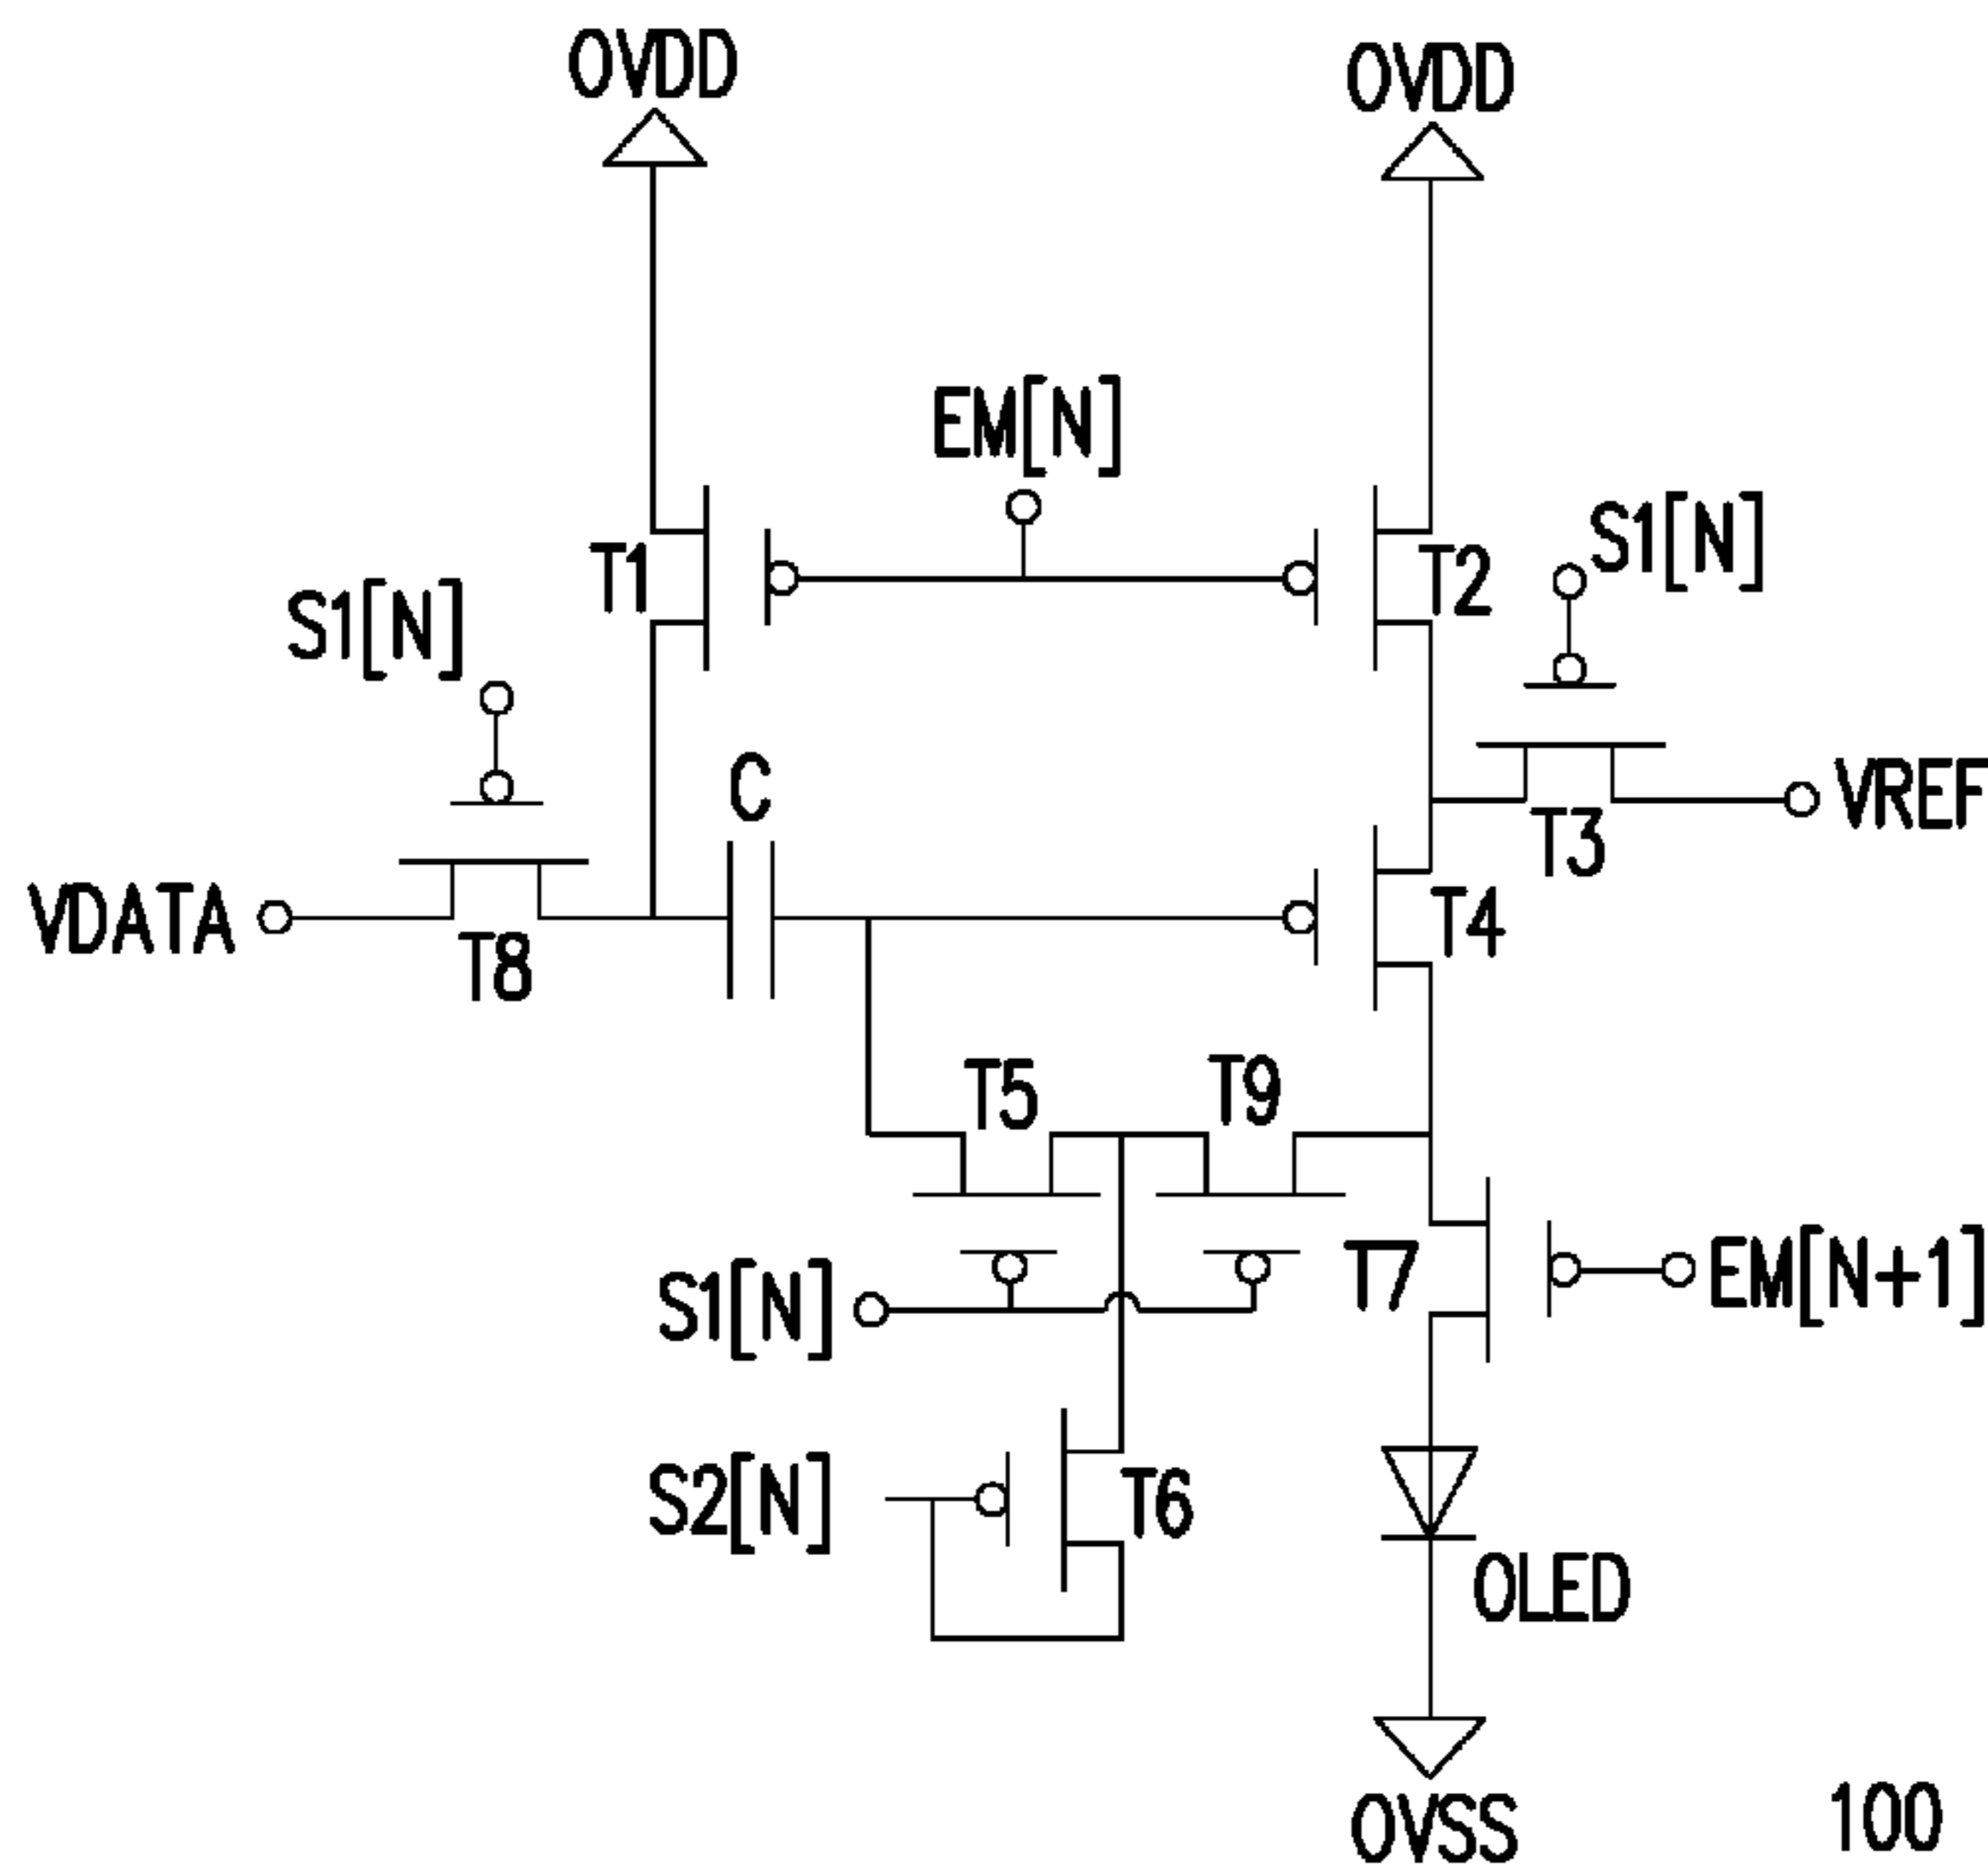 OVDD
OVDD
EM[N]
S1[N]
T1
T2
S1[N]
C
VREF
T3
VDATA
T8
T4
T5
T9
S1[N]
T7
EM[N+1]
S2[N]
T6
OLED
OVSS
100